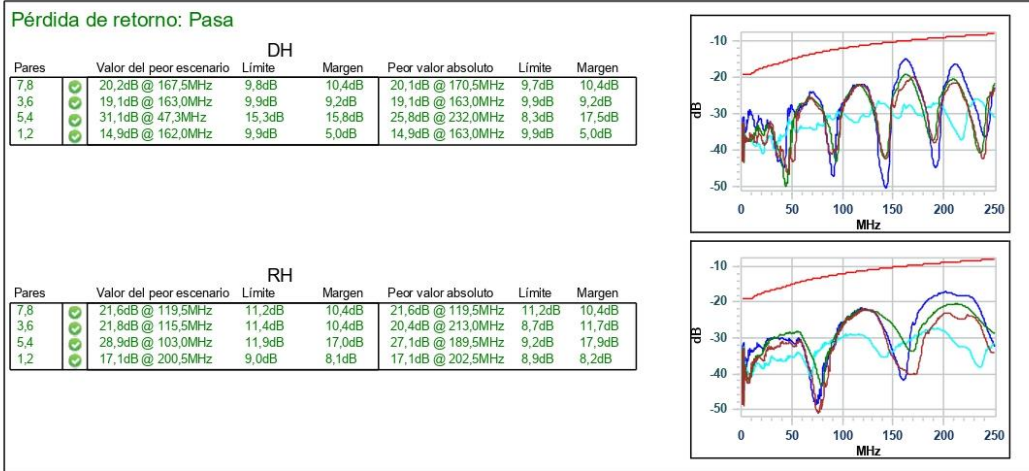 Pérdida de retorno: Pasa
DH
Pares Valor del peor escenario Límite Margen Peor valor absoluto Límite Margen
7,8 20,2dB @ 167,5MHz 9,8dB 10,4dB 20,1dB @ 170,5MHz 9,7dB 10,4dB
3,6 19,1dB @ 163,0MHz 9,9dB 9,2dB 19,1dB @ 163,0MHz 9,9dB 9,2dB
5,4 31,1dB @ 47,3MHz 15,3dB 15,8dB 25,8dB @ 232,0MHz 8,3dB 17,5dB
1,2 14,9dB @ 162,0MHz 9,9dB 5,0dB 14,9dB @ 163,0MHz 9,9dB 5,0dB
-10
-20
-30
-40
-50
dB
0 50 100 150 200 250
MHz
RH
Pares Valor del peor escenario Límite Margen Peor valor absoluto Límite Margen
7,8 21,6dB @ 119,5MHz 11,2dB 10,4dB 21,6dB @ 119,5MHz 11,2dB 10,4dB
3,6 21,8dB @ 115,5MHz 11,4dB 10,4dB 20,4dB @ 213,0MHz 8,7dB 11,7dB
5,4 28,9dB @ 103,0MHz 11,9dB 17,0dB 27,1dB @ 189,5MHz 9,2dB 17,9dB
1,2 17,1dB @ 200,5MHz 9,0dB 8,1dB 17,1dB @ 202,5MHz 8,9dB 8,2dB
-10
-20
-30
-40
-50
dB
0 50 100 150 200 250
MHz